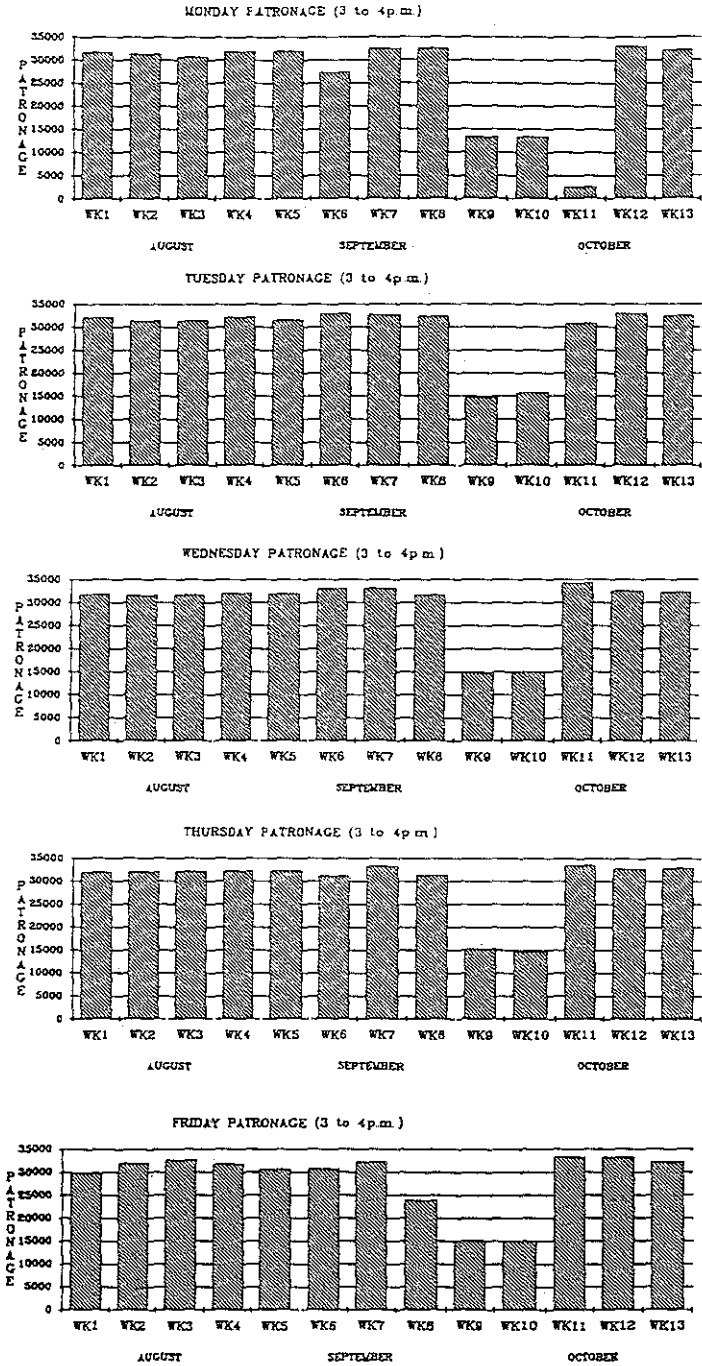 MONDAY PATRONAGE (3 to 4p.m.)
PATRONAGE
35000
30000
25000
20000
15000
10000
5000
0
WK1 WK2 WK3 WK4 WK5 WK6 WK7 WK8 WK9 WK10 WK11 WK12 WK13
AUGUST SEPTEMBER OCTOBER
TUESDAY PATRONAGE (3 to 4p.m.)
PATRONAGE
35000
30000
25000
20000
15000
10000
5000
0
WK1 WK2 WK3 WK4 WK5 WK6 WK7 WK8 WK9 WK10 WK11 WK12 WK13
AUGUST SEPTEMBER OCTOBER
WEDNESDAY PATRONAGE (3 to 4p.m.)
PATRONAGE
35000
30000
25000
20000
15000
10000
5000
0
WK1 WK2 WK3 WK4 WK5 WK6 WK7 WK8 WK9 WK10 WK11 WK12 WK13
AUGUST SEPTEMBER OCTOBER
THURSDAY PATRONAGE (3 to 4p.m.)
PATRONAGE
35000
30000
25000
20000
15000
10000
5000
0
WK1 WK2 WK3 WK4 WK5 WK6 WK7 WK8 WK9 WK10 WK11 WK12 WK13
AUGUST SEPTEMBER OCTOBER
FRIDAY PATRONAGE (3 to 4p.m.)
PATRONAGE
35000
30000
25000
20000
15000
10000
5000
0
WK1 WK2 WK3 WK4 WK5 WK6 WK7 WK8 WK9 WK10 WK11 WK12 WK13
AUGUST SEPTEMBER OCTOBER